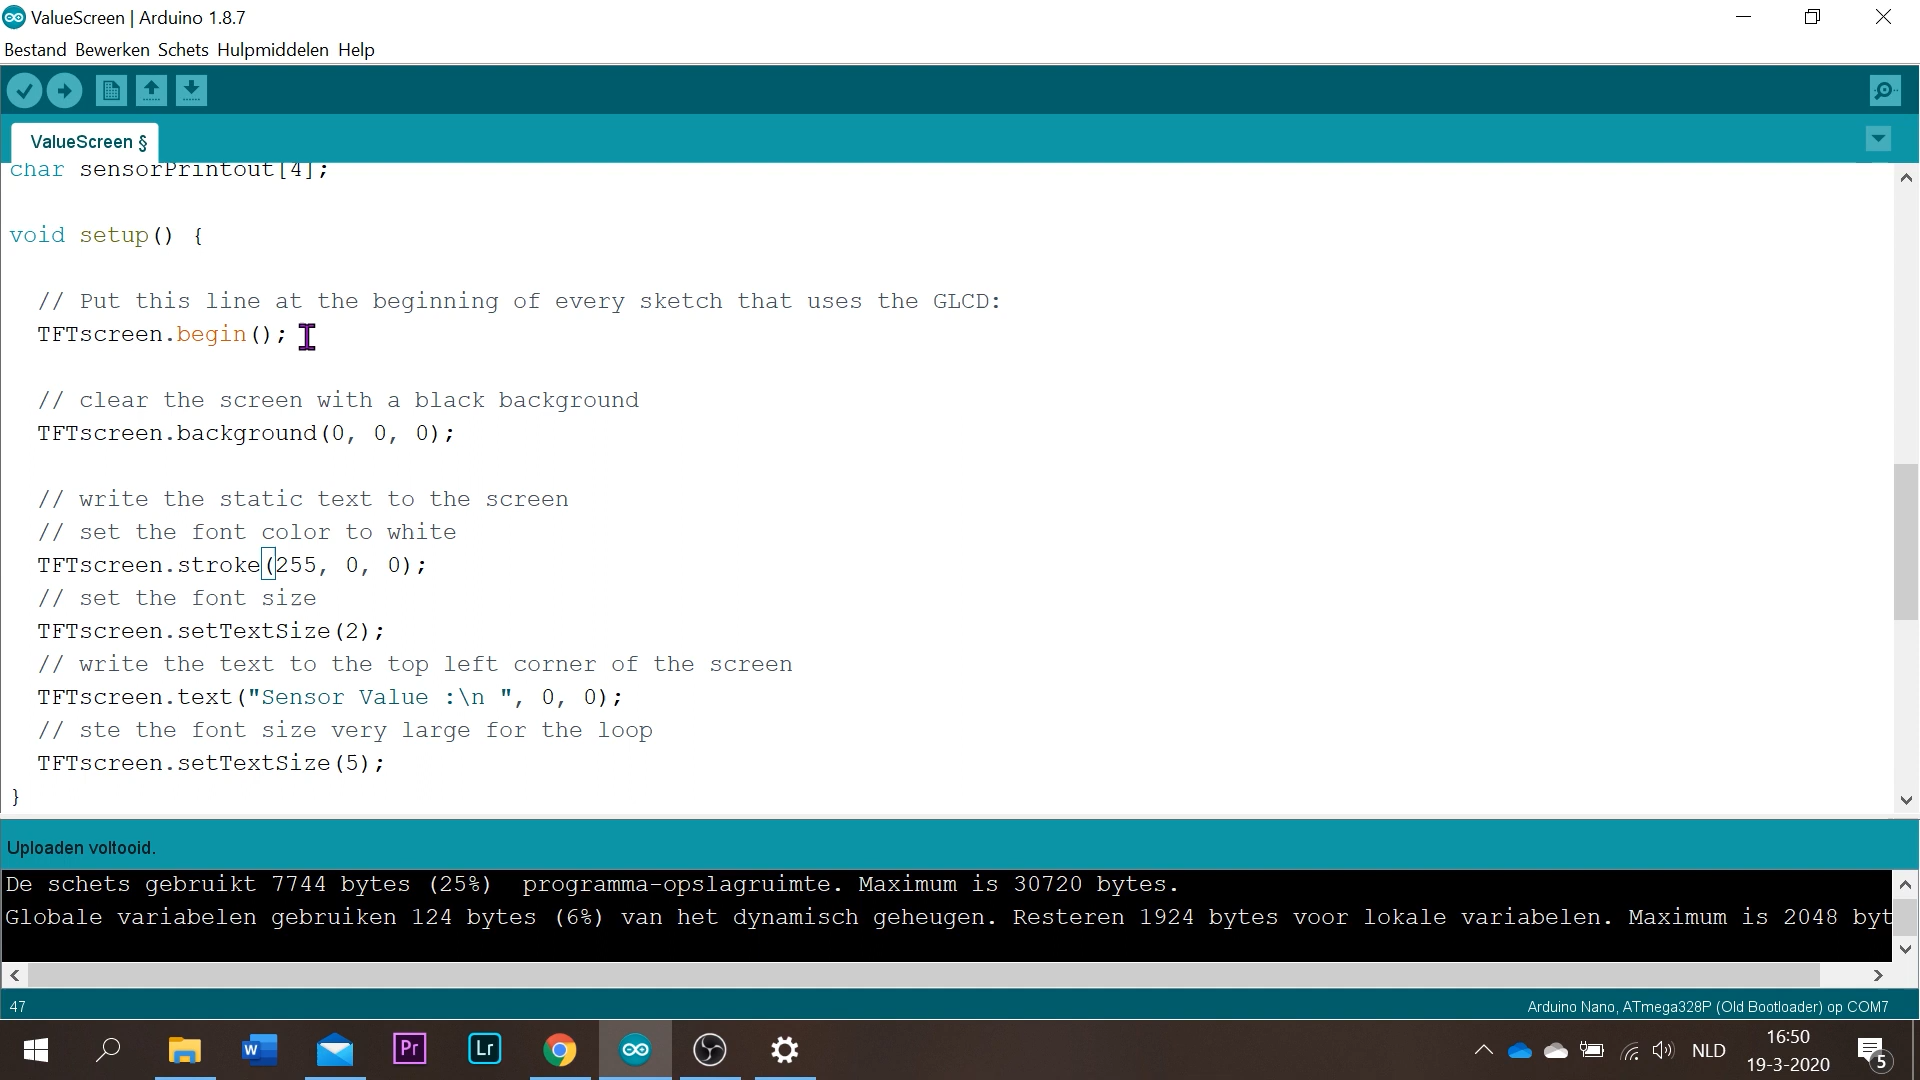 ValueScreen | Arduino 1.8.7
Bestand Bewerken Schets Hulpmiddelen Help
ValueScreen §
char sensorPrintout[4];
void setup() {
// Put this line at the beginning of every sketch that uses the GLCD:
TFTscreen.begin();
// clear the screen with a black background
TFTscreen.background(0, 0, 0);
// write the static text to the screen
// set the font color to white
TFTscreen.stroke(255, 0, 0);
// set the font size
TFTscreen.setTextSize(2);
// write the text to the top left corner of the screen
TFTscreen.text("Sensor Value :\n ", 0, 0);
// ste the font size very large for the loop
TFTscreen.setTextSize(5);
}
Uploaden voltooid.
De schets gebruikt 7744 bytes (25%)  programma-opslagruimte. Maximum is 30720 bytes.
Globale variabelen gebruiken 124 bytes (6%) van het dynamisch geheugen. Resteren 1924 bytes voor lokale variabelen. Maximum is 2048 byt
47
Arduino Nano, ATmega328P (Old Bootloader) op COM7
W
Pr
Lr
NLD
16:50
19-3-2020
5